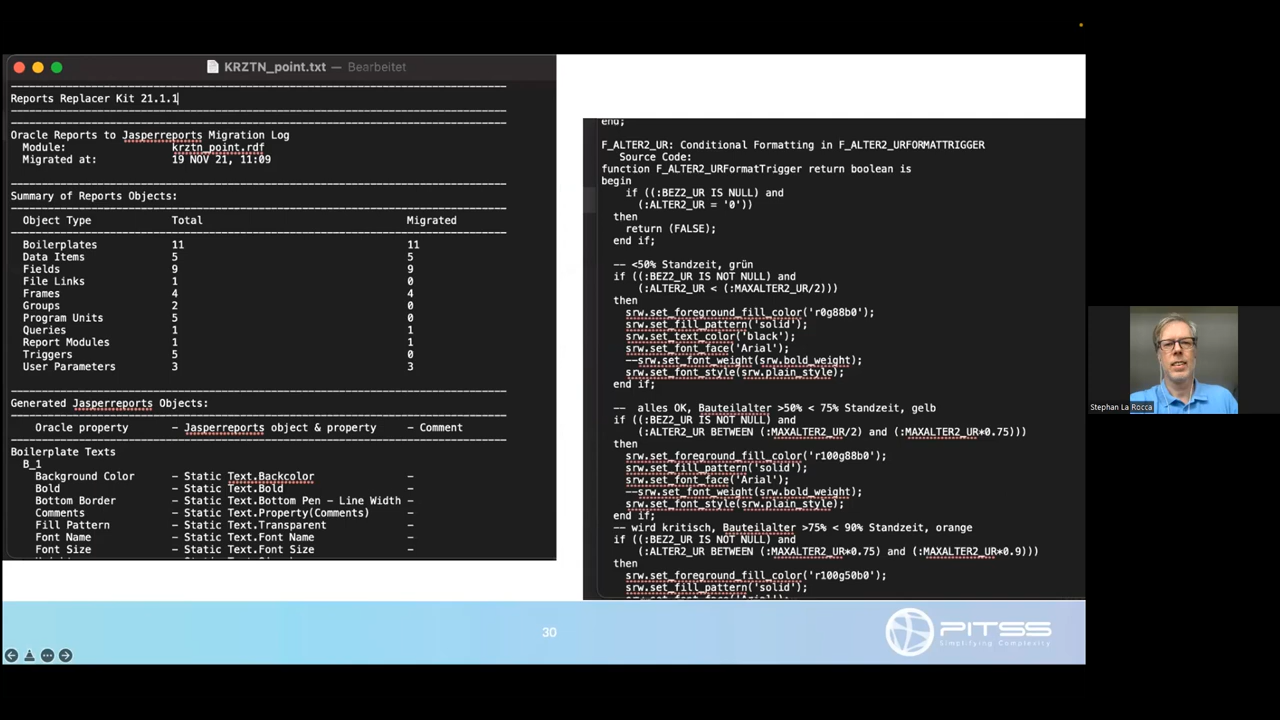 KRZTN_point.txt — Bearbeitet
Reports Replacer Kit 21.1.1
Oracle Reports to Jasperreports Migration Log
Module: krztn_point.rdf
Migrated at: 19 NOV 21, 11:09
Summary of Reports Objects:
Object Type Total Migrated
Boilerplates 11 11
Data Items 5 5
Fields 9 9
File Links 1 0
Frames 4 4
Groups 2 0
Program Units 5 0
Queries 1 1
Report Modules 1 1
Triggers 5 0
User Parameters 3 3
Generated Jasperreports Objects:
Oracle property – Jasperreports object & property – Comment
Boilerplate Texts
B_1
Background Color – Static Text.Backcolor –
Bold – Static Text.Bold –
Bottom Border – Static Text.Bottom Pen – Line Width –
Comments – Static Text.Property(Comments) –
Fill Pattern – Static Text.Transparent –
Font Name – Static Text.Font Name –
Font Size – Static Text.Font Size –
end;
F_ALTER2_UR: Conditional Formatting in F_ALTER2_URFORMATTRIGGER
Source Code:
function F_ALTER2_URFormatTrigger return boolean is
begin
if ((:BEZ2_UR IS NULL) and
(:ALTER2_UR = '0'))
then
return (FALSE);
end if;
-- <50% Standzeit, grün
if ((:BEZ2_UR IS NOT NULL) and
(:ALTER2_UR < (:MAXALTER2_UR/2)))
then
srw.set_foreground_fill_color('r0g88b0');
srw.set_fill_pattern('solid');
srw.set_text_color('black');
srw.set_font_face('Arial');
--srw.set_font_weight(srw.bold_weight);
srw.set_font_style(srw.plain_style);
end if;
-- alles OK, Bauteilalter >50% < 75% Standzeit, gelb
if ((:BEZ2_UR IS NOT NULL) and
(:ALTER2_UR BETWEEN (:MAXALTER2_UR/2) and (:MAXALTER2_UR*0.75)))
then
srw.set_foreground_fill_color('r100g88b0');
srw.set_fill_pattern('solid');
srw.set_font_face('Arial');
--srw.set_font_weight(srw.bold_weight);
srw.set_font_style(srw.plain_style);
end if;
-- wird kritisch, Bauteilalter >75% < 90% Standzeit, orange
if ((:BEZ2_UR IS NOT NULL) and
(:ALTER2_UR BETWEEN (:MAXALTER2_UR*0.75) and (:MAXALTER2_UR*0.9)))
then
srw.set_foreground_fill_color('r100g50b0');
srw.set_fill_pattern('solid');
30
PITSS
Simplifying Complexity
Stephan La Rocca